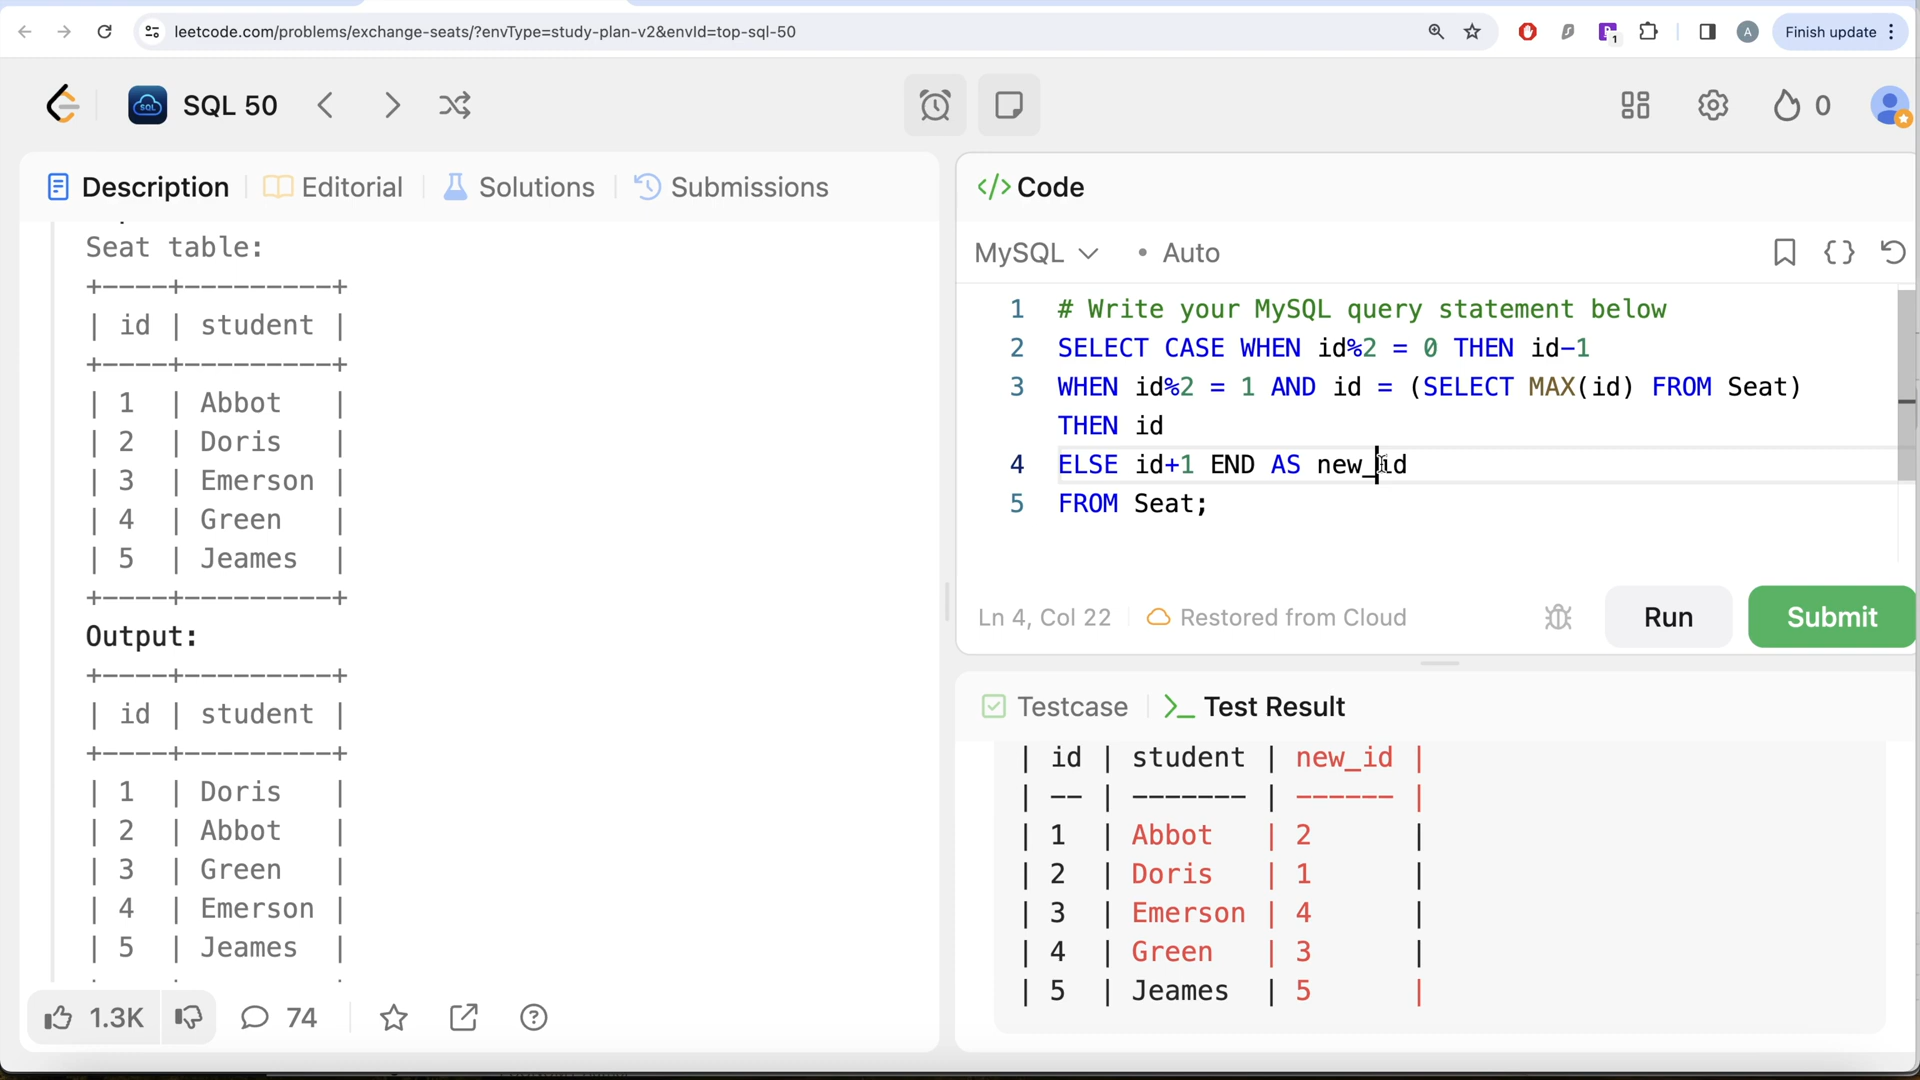 leetcode.com/problems/exchange-seats/?envType=study-plan-v2&envId=top-sql-50
1
A
Finish update
SQL
SQL 50
0
Description
Editorial
Solutions
Submissions
Seat table:
+----+---------+
| id | student |
+----+---------+
| 1 | Abbot |
| 2 | Doris |
| 3 | Emerson |
| 4 | Green |
| 5 | Jeames |
+----+---------+
Output:
+----+---------+
| id | student |
+----+---------+
| 1 | Doris |
| 2 | Abbot |
| 3 | Green |
| 4 | Emerson |
| 5 | Jeames |
1.3K
74
</> Code
MySQL
• Auto
1 # Write your MySQL query statement below
2 SELECT CASE WHEN id%2 = 0 THEN id-1
3 WHEN id%2 = 1 AND id = (SELECT MAX(id) FROM Seat)
THEN id
4 ELSE id+1 END AS new_id
5 FROM Seat;
Ln 4, Col 22
Restored from Cloud
Run
Submit
Testcase
>_ Test Result
| id | student | new_id |
| -- | ------- | ------ |
| 1 | Abbot | 2 |
| 2 | Doris | 1 |
| 3 | Emerson | 4 |
| 4 | Green | 3 |
| 5 | Jeames | 5 |